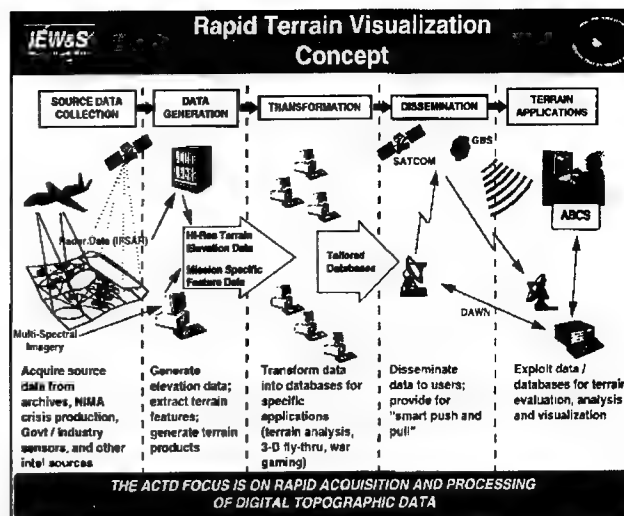 IEW&S
Rapid Terrain Visualization
Concept
SOURCE DATA
COLLECTION
DATA
GENERATION
TRANSFORMATION
DISSEMINATION
TERRAIN
APPLICATIONS
SATCOM
GBS
Radar Data (IFSAR)
Hi-Res Terrain
Elevation Data
Mission Specific
Feature Data
Tailored
Databases
ABCS
DAWN
Multi-Spectral
Imagery
Acquire source
data from
archives, NIMA
crisis production,
Govt / industry
sensors, and other
intel sources
Generate
elevation data;
extract terrain
features;
generate terrain
products
Transform data
into databases for
specific
applications
(terrain analysis,
3-D fly-thru, war
gaming)
Disseminate
data to users;
provide for
"smart push and
pull"
Exploit data /
databases for terrain
evaluation, analysis
and visualization
THE ACTD FOCUS IS ON RAPID ACQUISITION AND PROCESSING
OF DIGITAL TOPOGRAPHIC DATA